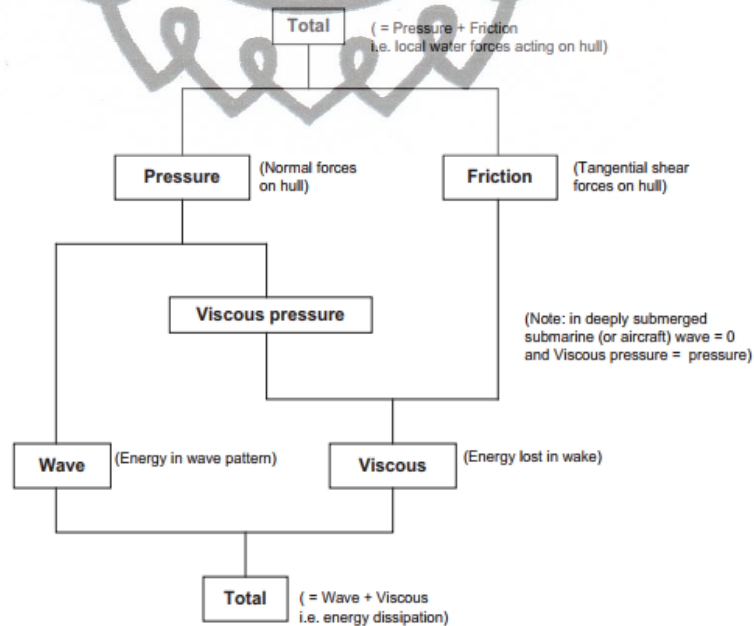 Total
( = Pressure + Friction
i.e. local water forces acting on hull)
Pressure
(Normal forces
on hull)
Friction
(Tangential shear
forces on hull)
Viscous pressure
(Note: in deeply submerged
submarine (or aircraft) wave = 0
and Viscous pressure = pressure)
Wave
(Energy in wave pattern)
Viscous
(Energy lost in wake)
Total
( = Wave + Viscous
i.e. energy dissipation)